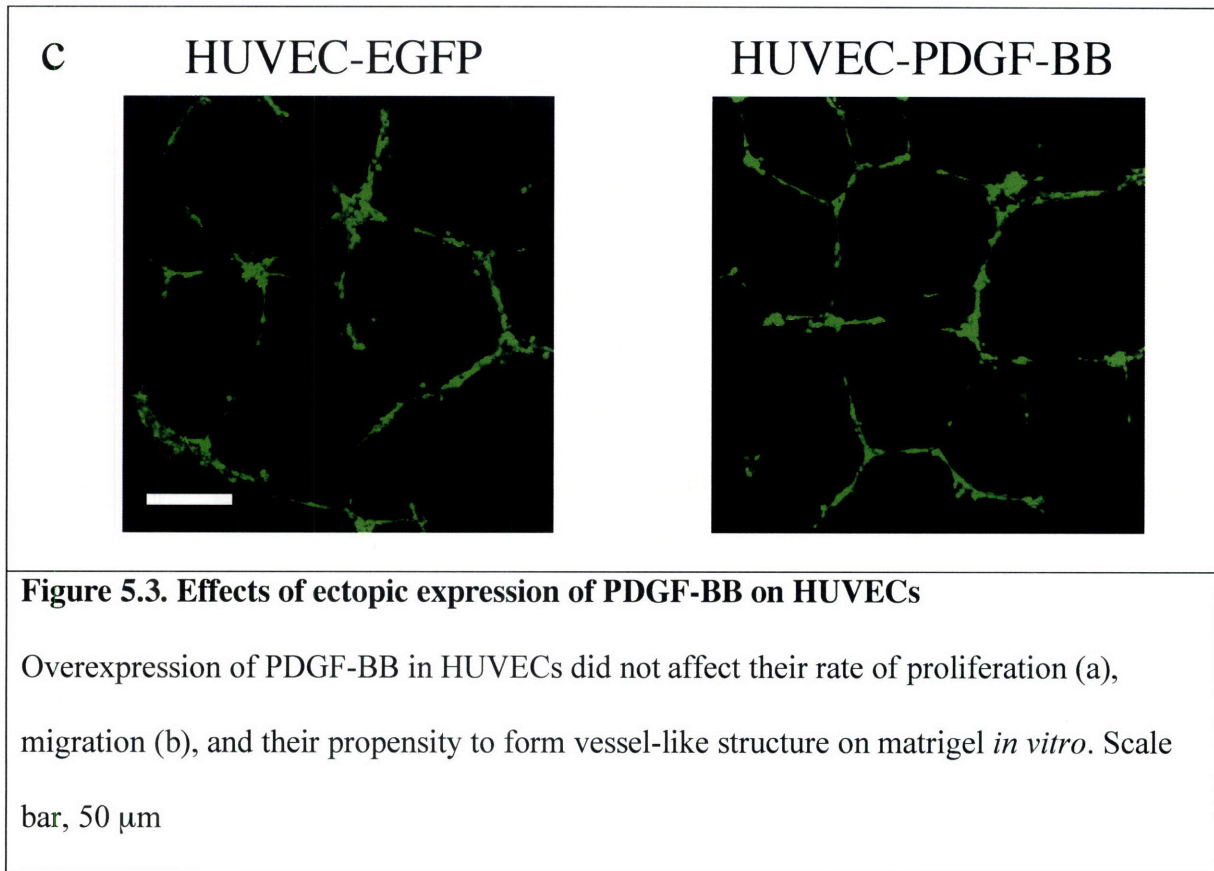 c HUVEC-EGFP HUVEC-PDGF-BB
Figure 5.3. Effects of ectopic expression of PDGF-BB on HUVECs
Overexpression of PDGF-BB in HUVECs did not affect their rate of proliferation (a),
migration (b), and their propensity to form vessel-like structure on matrigel in vitro. Scale
bar, 50 μm